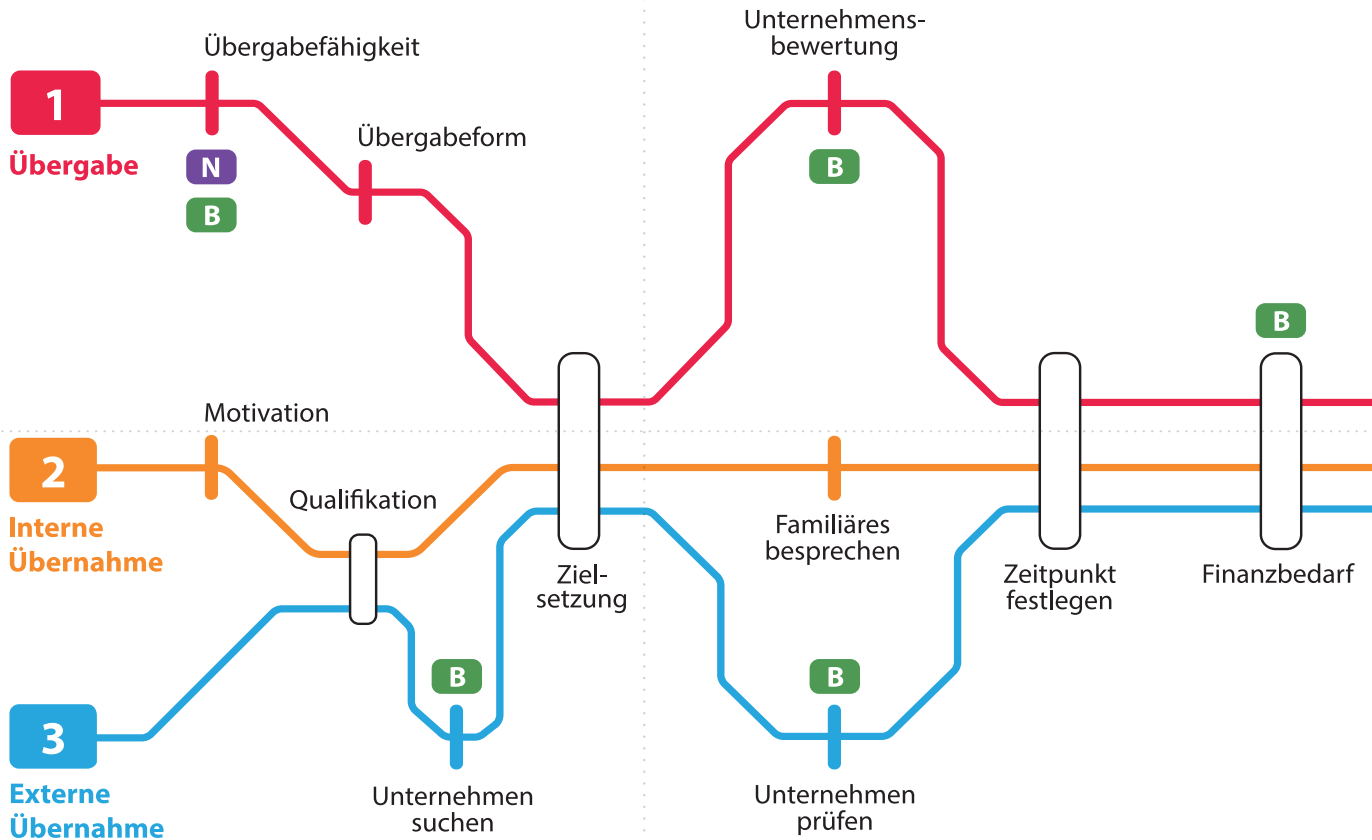 Übergabefähigkeit
Unternehmens-
bewertung
1
Übergabe
N
B
Übergabeform
B
B
Motivation
2
Interne
Übernahme
Qualifikation
Ziel-
setzung
Familiäres
besprechen
Zeitpunkt
festlegen
Finanzbedarf
B
B
3
Externe
Übernahme
Unternehmen
suchen
Unternehmen
prüfen